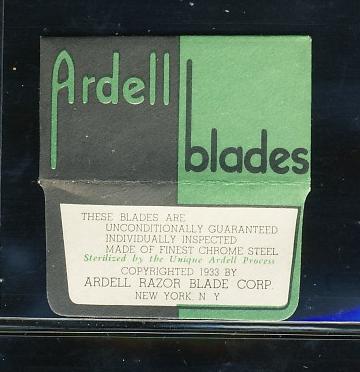 Ardell
blades
THESE BLADES ARE
UNCONDITIONALLY GUARANTEED
INDIVIDUALLY INSPECTED
MADE OF FINEST CHROME STEEL
Sterilized by the Unique Ardell Process
COPYRIGHTED 1933 BY
ARDELL RAZOR BLADE CORP.
NEW YORK. N Y